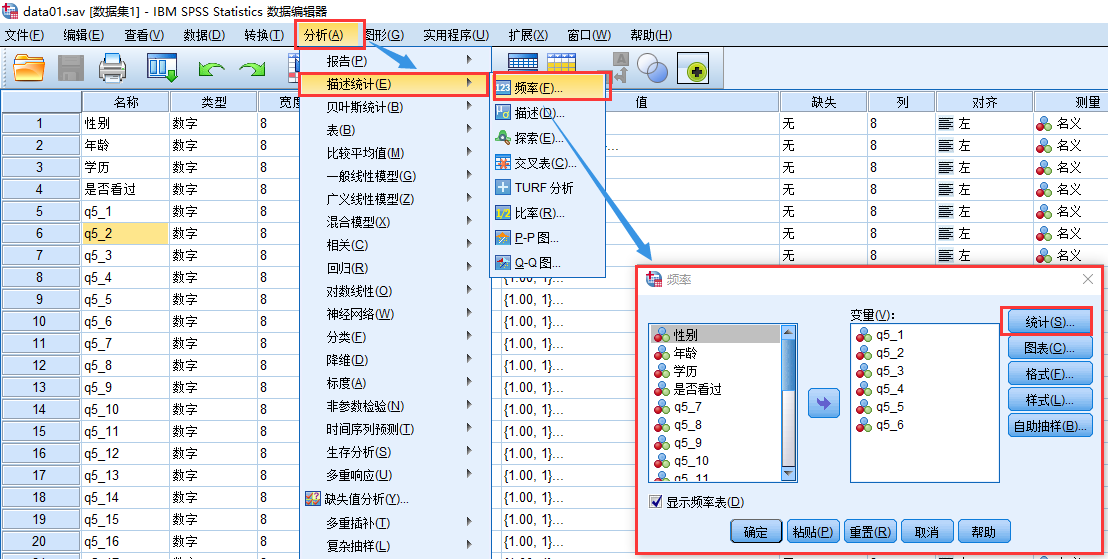 data01.sav [数据集1] - IBM SPSS Statistics 数据编辑器
文件(F) 编辑(E) 查看(V) 数据(D) 转换(T) 分析(A) 图形(G) 实用程序(U) 扩展(X) 窗口(W) 帮助(H)
名称 类型 宽度 值 缺失 列 对齐 测量
1 性别 数字 8 无 8 左 名义
2 年龄 数字 8 ... 无 8 左 名义
3 学历 数字 8 无 8 左 名义
4 是否看过 数字 8 无 8 左 名义
5 q5_1 数字 8 无 8 左 名义
6 q5_2 数字 8 无 8 左 名义
7 q5_3 数字 8 无 8 左 名义
8 q5_4 数字 8 {1.00, 1}...
9 q5_5 数字 8 {1.00, 1}...
10 q5_6 数字 8 {1.00, 1}...
11 q5_7 数字 8 {1.00, 1}...
12 q5_8 数字 8 {1.00, 1}...
13 q5_9 数字 8 {1.00, 1}...
14 q5_10 数字 8 {1.00, 1}...
15 q5_11 数字 8 {1.00, 1}...
16 q5_12 数字 8 {1.00, 1}...
17 q5_13 数字 8 {1.00, 1}...
18 q5_14 数字 8 {1.00, 1}...
19 q5_15 数字 8 {1.00, 1}...
20 q5_16 数字 8 {1.00, 1}...
报告(P)
描述统计(E)
贝叶斯统计(B)
表(B)
比较平均值(M)
一般线性模型(G)
广义线性模型(Z)
混合模型(X)
相关(C)
回归(R)
对数线性(O)
神经网络(W)
分类(F)
降维(D)
标度(A)
非参数检验(N)
时间序列预测(T)
生存分析(S)
多重响应(U)
缺失值分析(Y)...
多重插补(T)
复杂抽样(L)
123 频率(F)...
描述(D)...
探索(E)...
交叉表(C)...
TURF 分析
1/2 比率(R)...
P-P 图...
Q-Q 图...
频率
性别
年龄
学历
是否看过
q5_7
q5_8
q5_9
q5_10
q5_11
变量(V):
q5_1
q5_2
q5_3
q5_4
q5_5
q5_6
统计(S)...
图表(C)...
格式(F)...
样式(L)...
自助抽样(B)...
显示频率表(D)
确定 粘贴(P) 重置(R) 取消 帮助